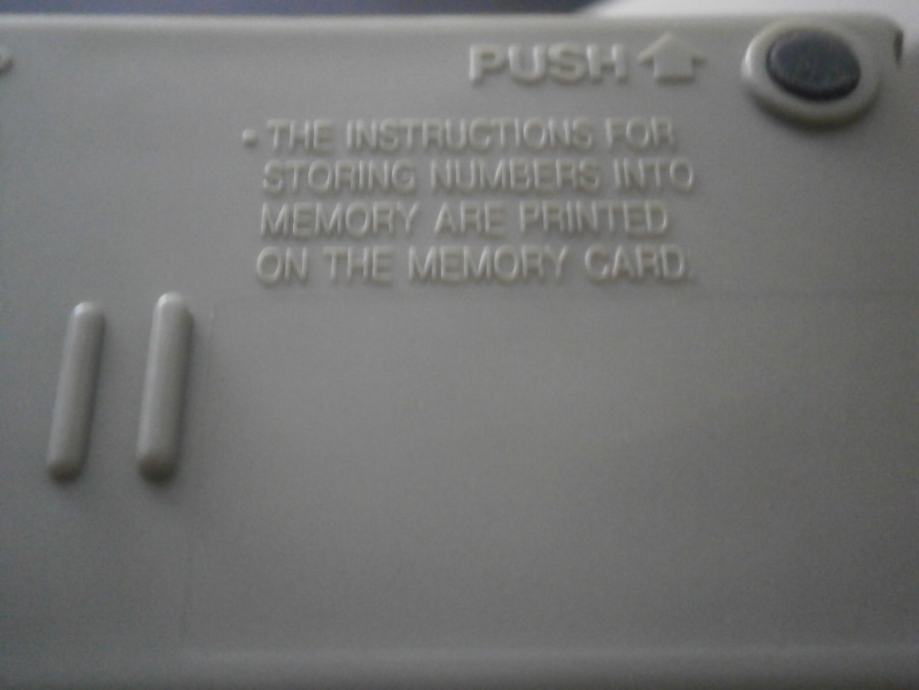 PUSH
• THE INSTRUCTIONS FOR
STORING NUMBERS INTO
MEMORY ARE PRINTED
ON THE MEMORY CARD.